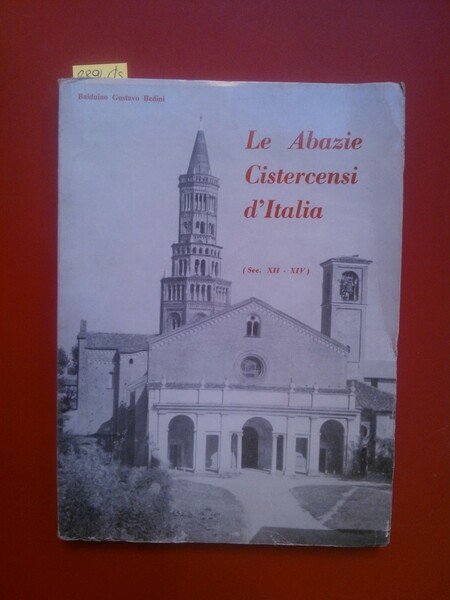 Balduino Gustavo Bedini
Le Abazie
Cistercensi
d'Italia
( Sec. XII - XIV )